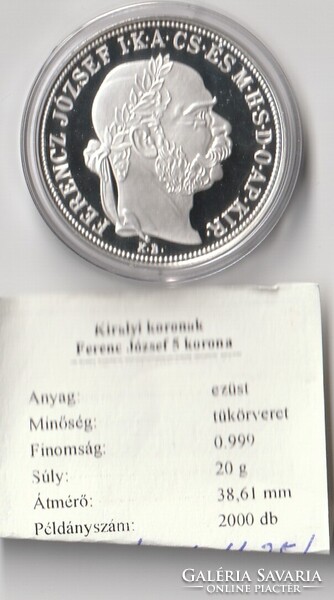 FERENCZ JÓZSEF I·K·A·CS·ÉS·M·H·S·D·O·AP·KIR·
K.B.
Királyi koronák
Ferenc József 5 korona
Anyag: ezüst
Minőség: tükörveret
Finomság: 0.999
Súly: 20 g
Átmérő: 38,61 mm
Példányszám: 2000 db
GALÉRIA SAVARIA
ONLINE PIACTÉR